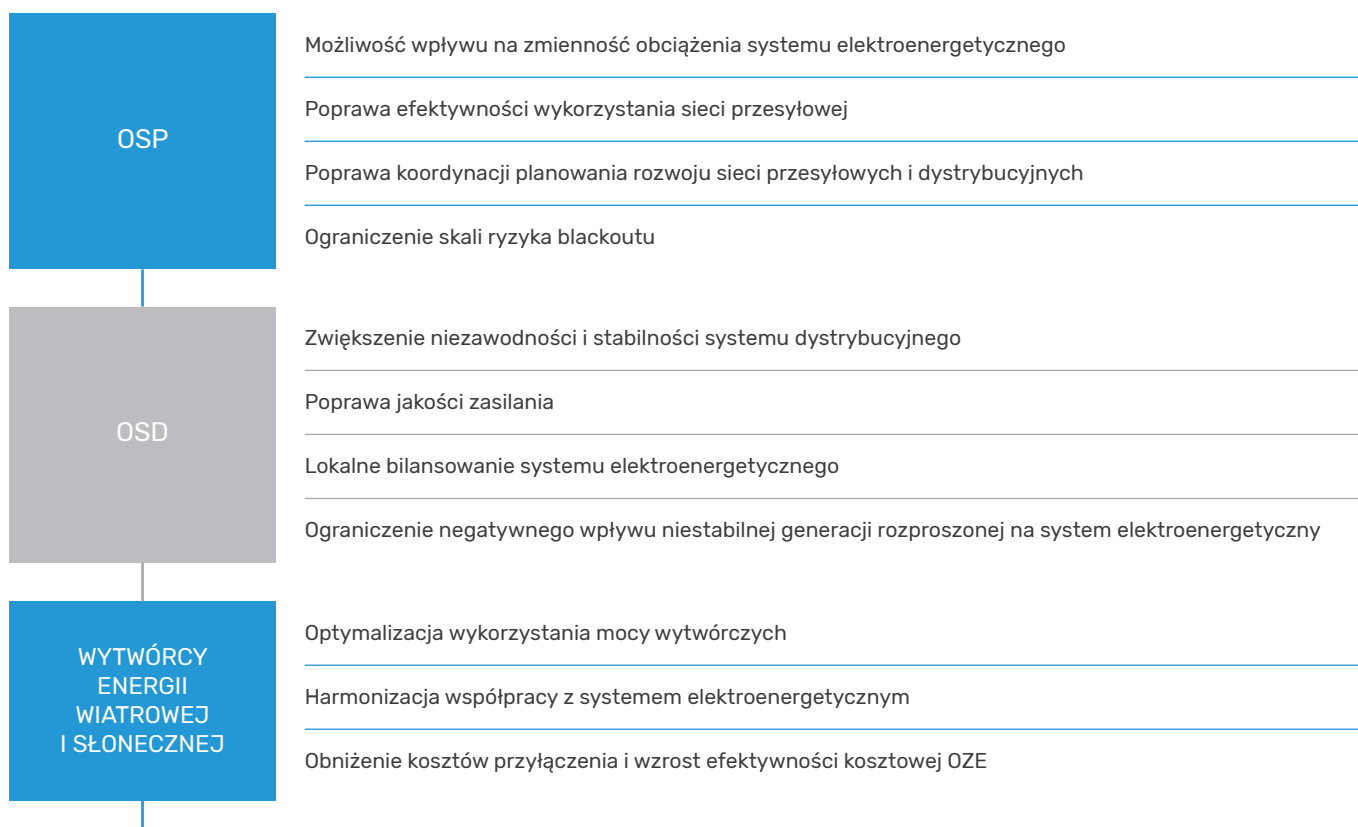 OSP
Możliwość wpływu na zmienność obciążenia systemu elektroenergetycznego
Poprawa efektywności wykorzystania sieci przesyłowej
Poprawa koordynacji planowania rozwoju sieci przesyłowych i dystrybucyjnych
Ograniczenie skali ryzyka blackoutu
OSD
Zwiększenie niezawodności i stabilności systemu dystrybucyjnego
Poprawa jakości zasilania
Lokalne bilansowanie systemu elektroenergetycznego
Ograniczenie negatywnego wpływu niestabilnej generacji rozproszonej na system elektroenergetyczny
WYTWÓRCY
ENERGII
WIATROWEJ
I SŁONECZNEJ
Optymalizacja wykorzystania mocy wytwórczych
Harmonizacja współpracy z systemem elektroenergetycznym
Obniżenie kosztów przyłączenia i wzrost efektywności kosztowej OZE